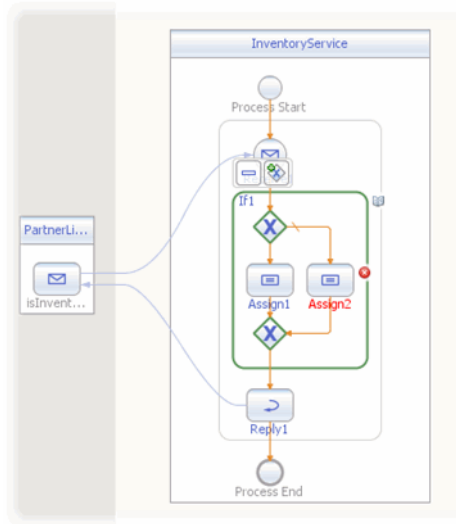 InventoryService
Process Start
If1
PartnerLi...
isInvent...
Assign1
Assign2
Reply1
Process End